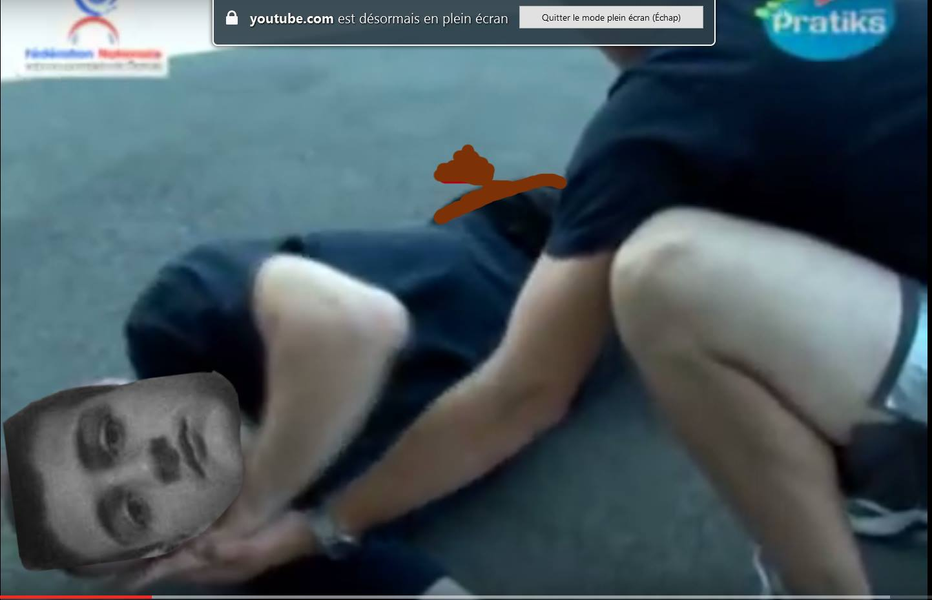 youtube.com est désormais en plein écran
Quitter le mode plein écran (Échap)
Pratiks
Fédération Nationale